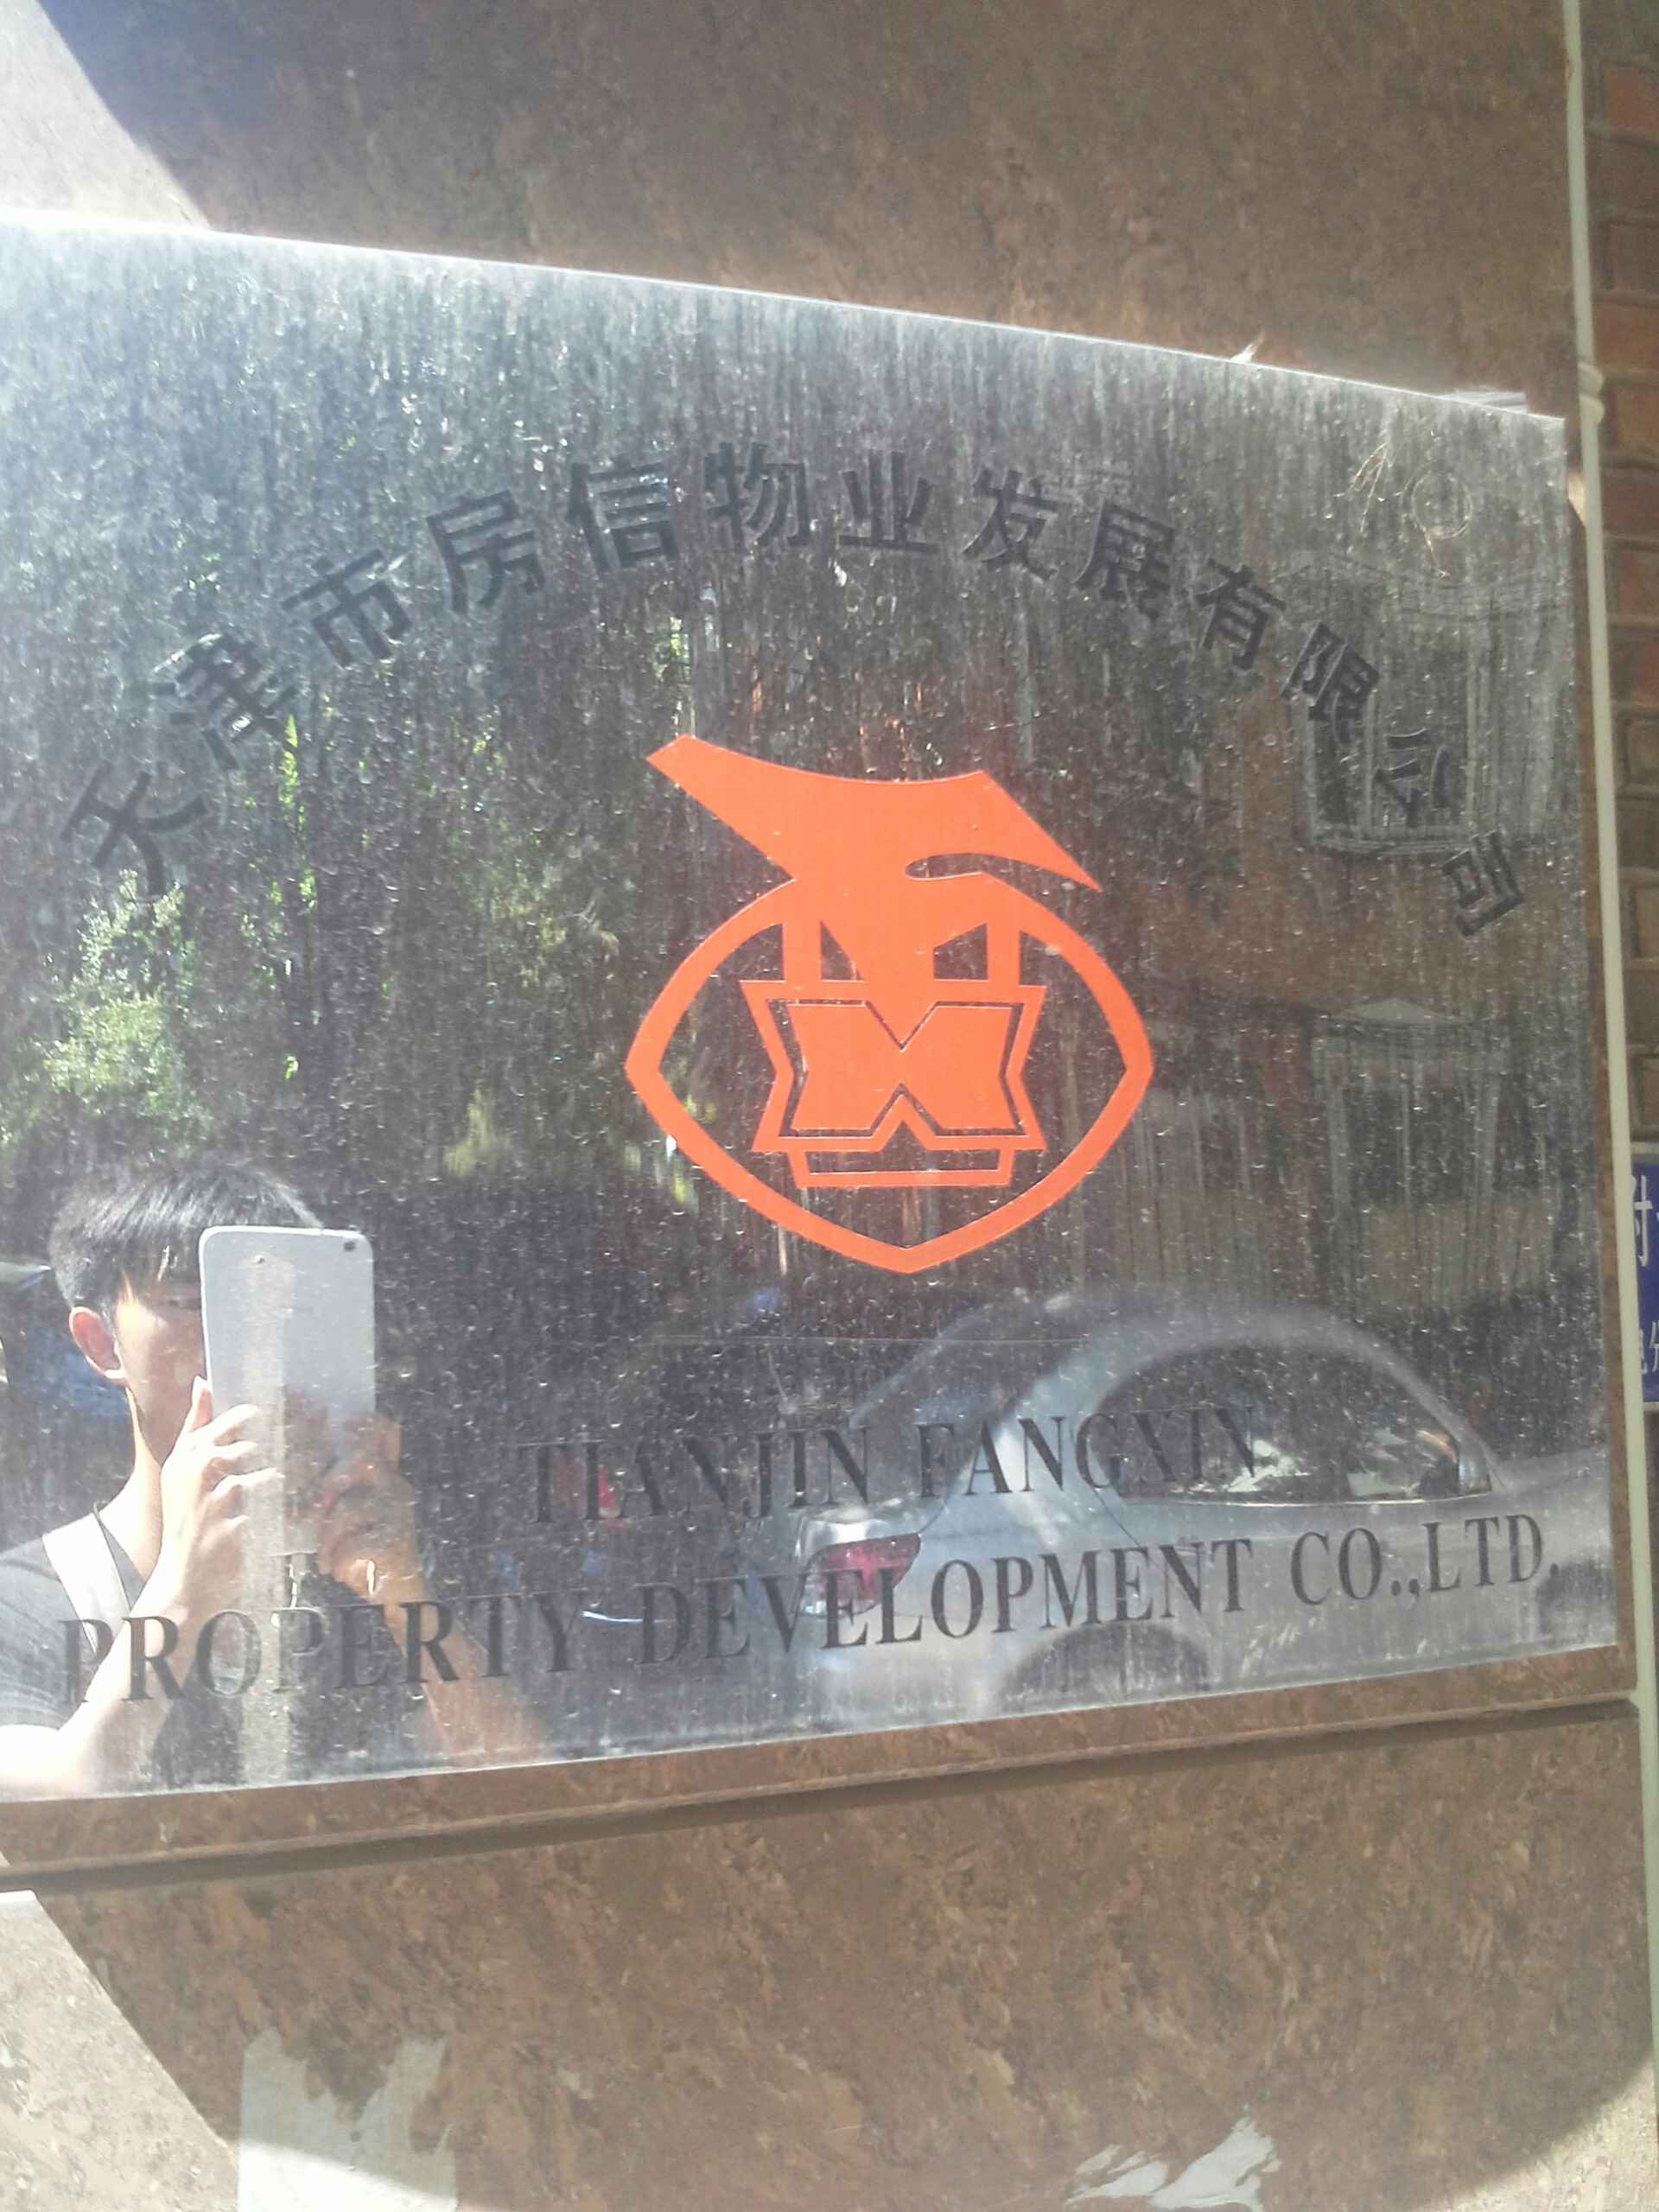 天津市房信物业发展有限公司
TIANJIN FANGXIN
PROPERTY DEVELOPMENT CO.,LTD.
附